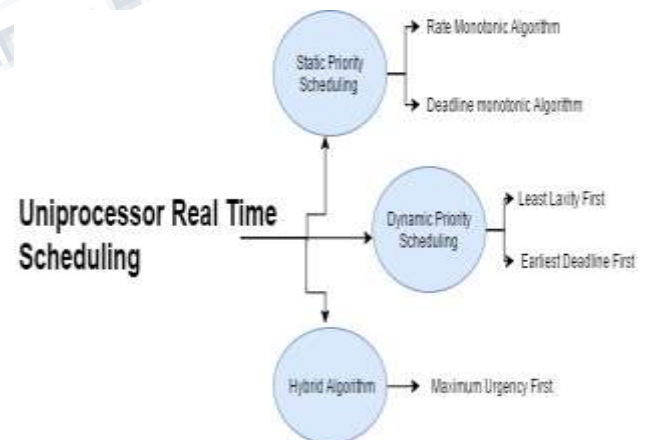 Static Priority
Scheduling
Rate Monotonic Algorithm
Deadline monotonic Algorithm
Uniprocessor Real Time
Scheduling
Dynamic Priority
Scheduling
Least Laxity First
Earliest Deadline First
Hybrid Algorithm
Maximum Urgency First